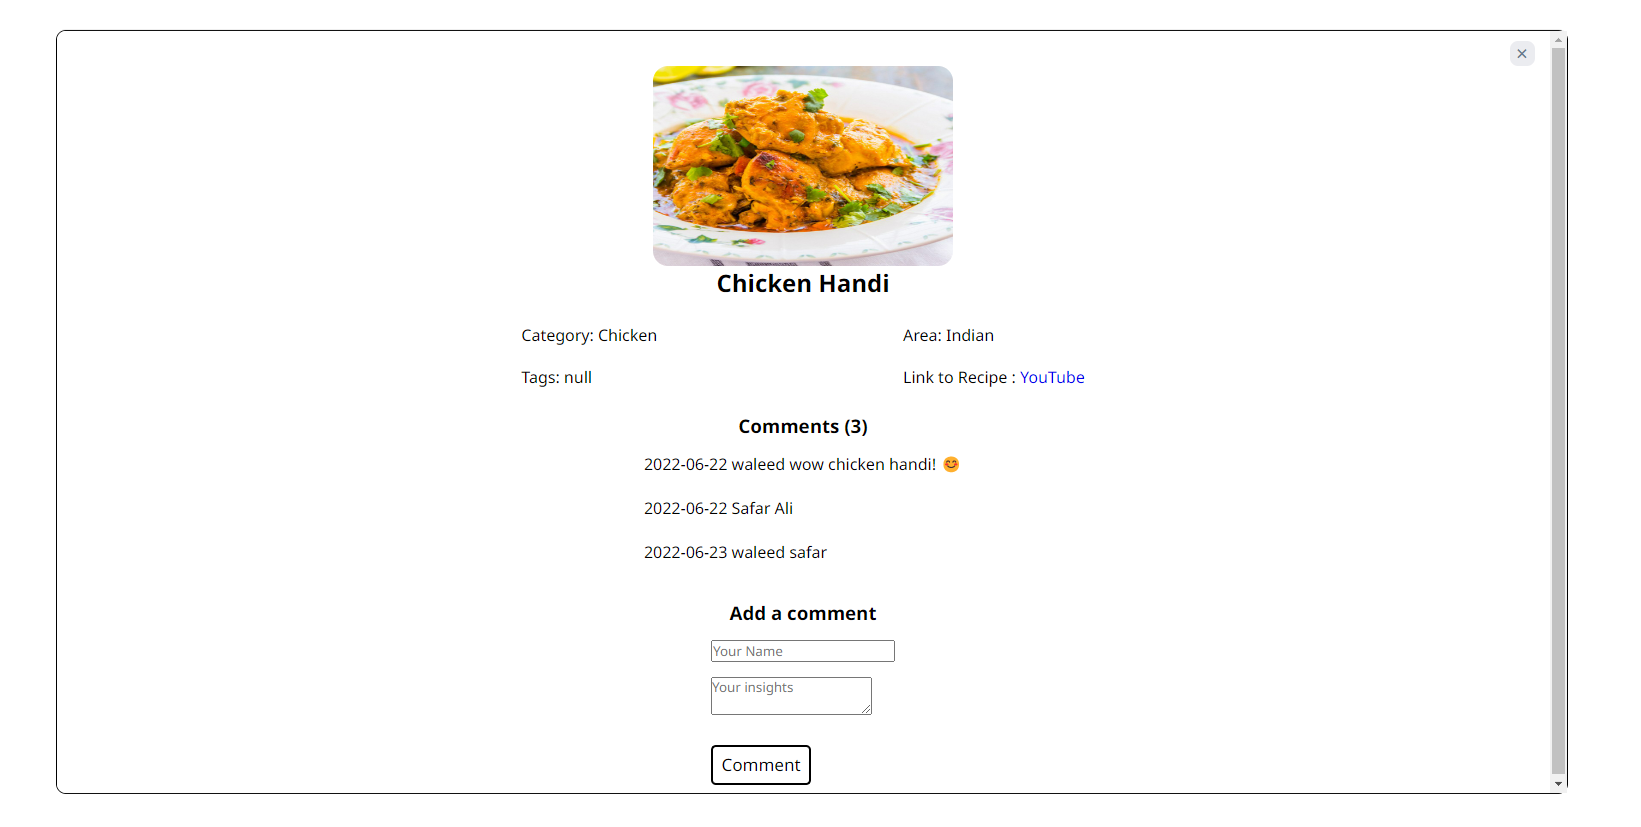 Chicken Handi
Category: Chicken
Area: Indian
Tags: null
Link to Recipe : YouTube
Comments (3)
2022-06-22 waleed wow chicken handi! 😊
2022-06-22 Safar Ali
2022-06-23 waleed safar
Add a comment
Your Name
Your insights
Comment